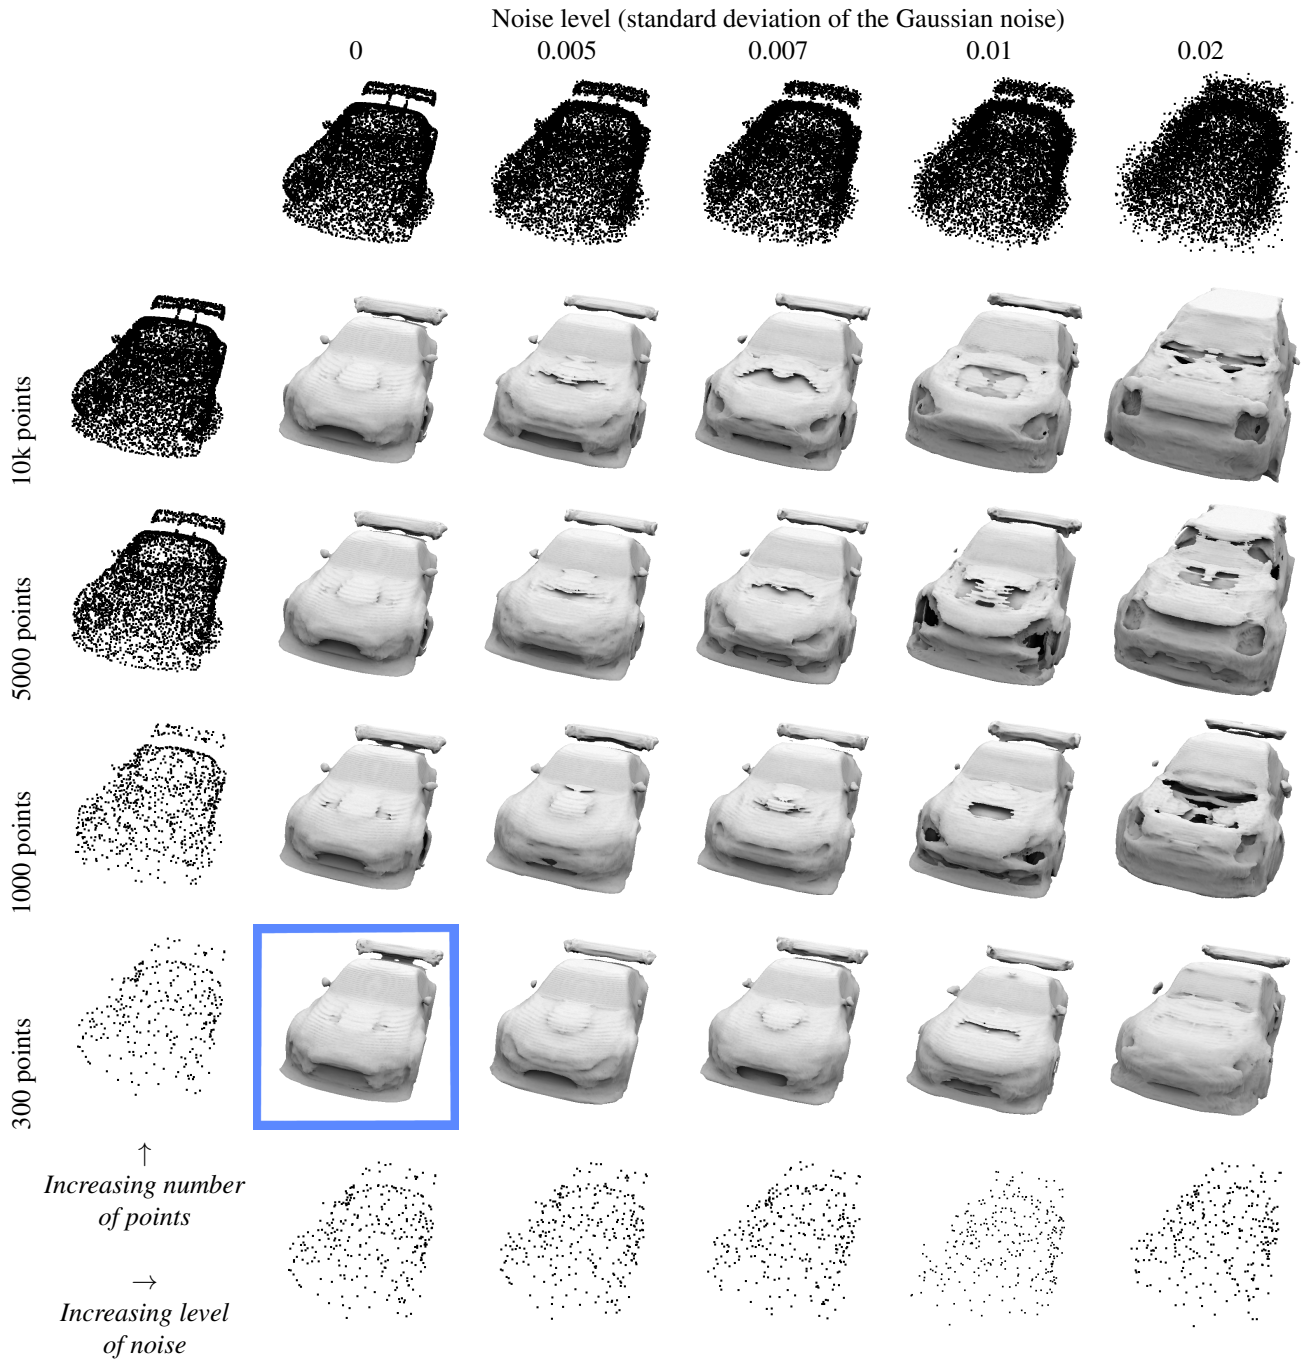 Noise level (standard deviation of the Gaussian noise)
0 0.005 0.007 0.01 0.02
10k points
5000 points
1000 points
300 points
↑
Increasing number
of points
→
Increasing level
of noise